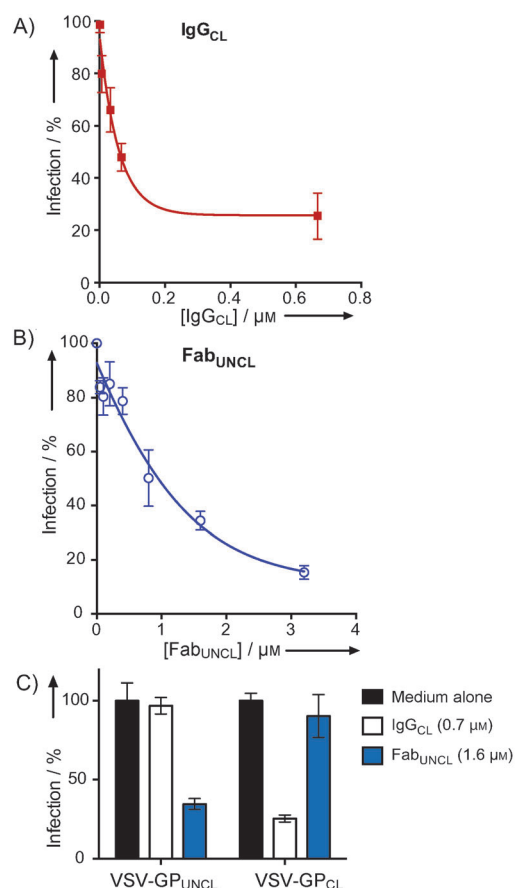 A)
IgG_CL
Infection / %
100
80
60
40
20
0
0.0
0.2
0.4
0.6
0.8
[IgG_CL] / μM
B)
Fab_UNCL
Infection / %
100
80
60
40
20
0
0
1
2
3
4
[Fab_UNCL] / μM
C)
Infection / %
100
50
0
VSV-GP_UNCL
VSV-GP_CL
Medium alone
IgG_CL (0.7 μM)
Fab_UNCL (1.6 μM)